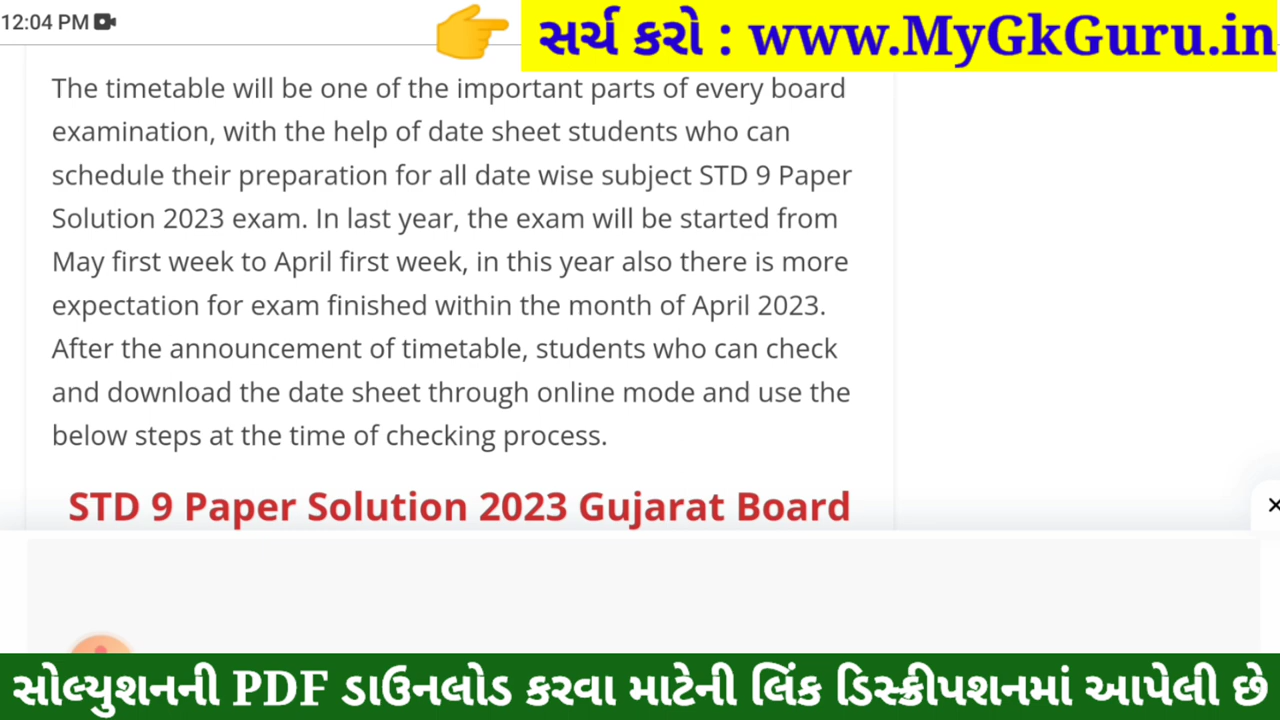 12:04 PM
👉 સર્ચ કરો : www.MyGkGuru.in
The timetable will be one of the important parts of every board
examination, with the help of date sheet students who can
schedule their preparation for all date wise subject STD 9 Paper
Solution 2023 exam. In last year, the exam will be started from
May first week to April first week, in this year also there is more
expectation for exam finished within the month of April 2023.
After the announcement of timetable, students who can check
and download the date sheet through online mode and use the
below steps at the time of checking process.
STD 9 Paper Solution 2023 Gujarat Board
સોલ્યુશનની PDF ડાઉનલોડ કરવા માટેની લિંક ડિસ્ક્રીપશનમાં આપેલી છે